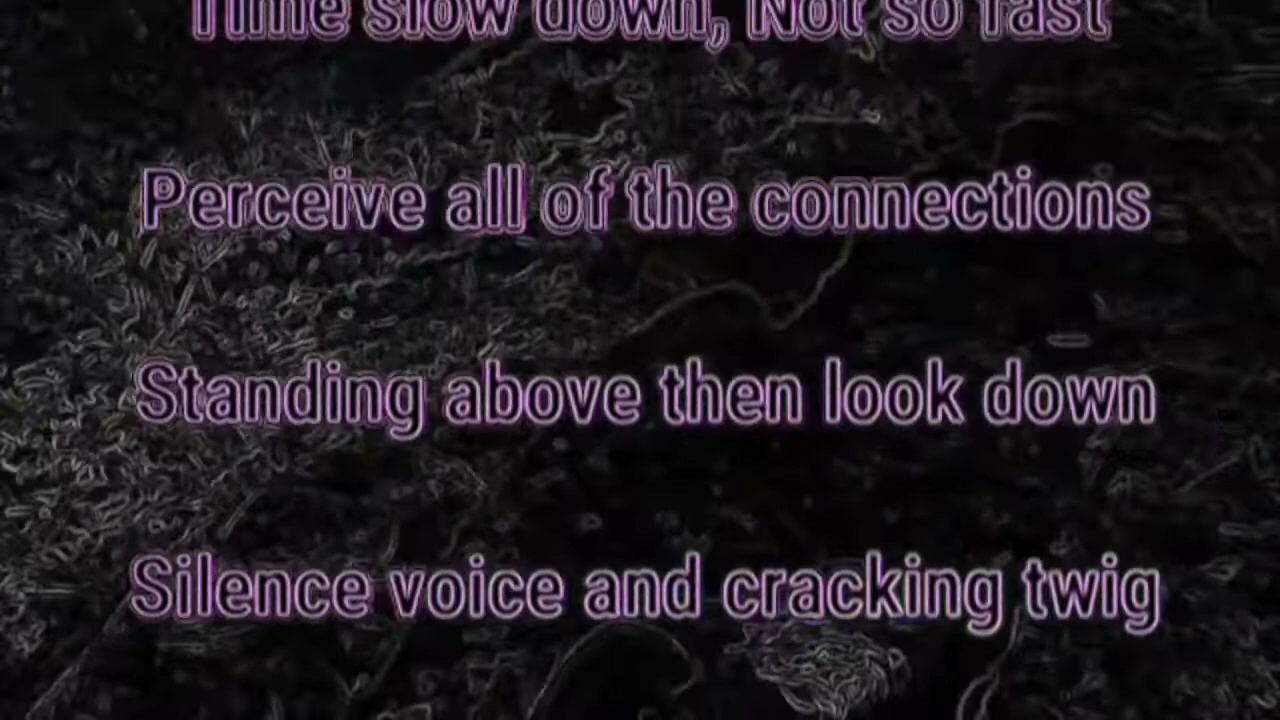 Time slow down, Not so fast
Perceive all of the connections
Standing above then look down
Silence voice and cracking twig